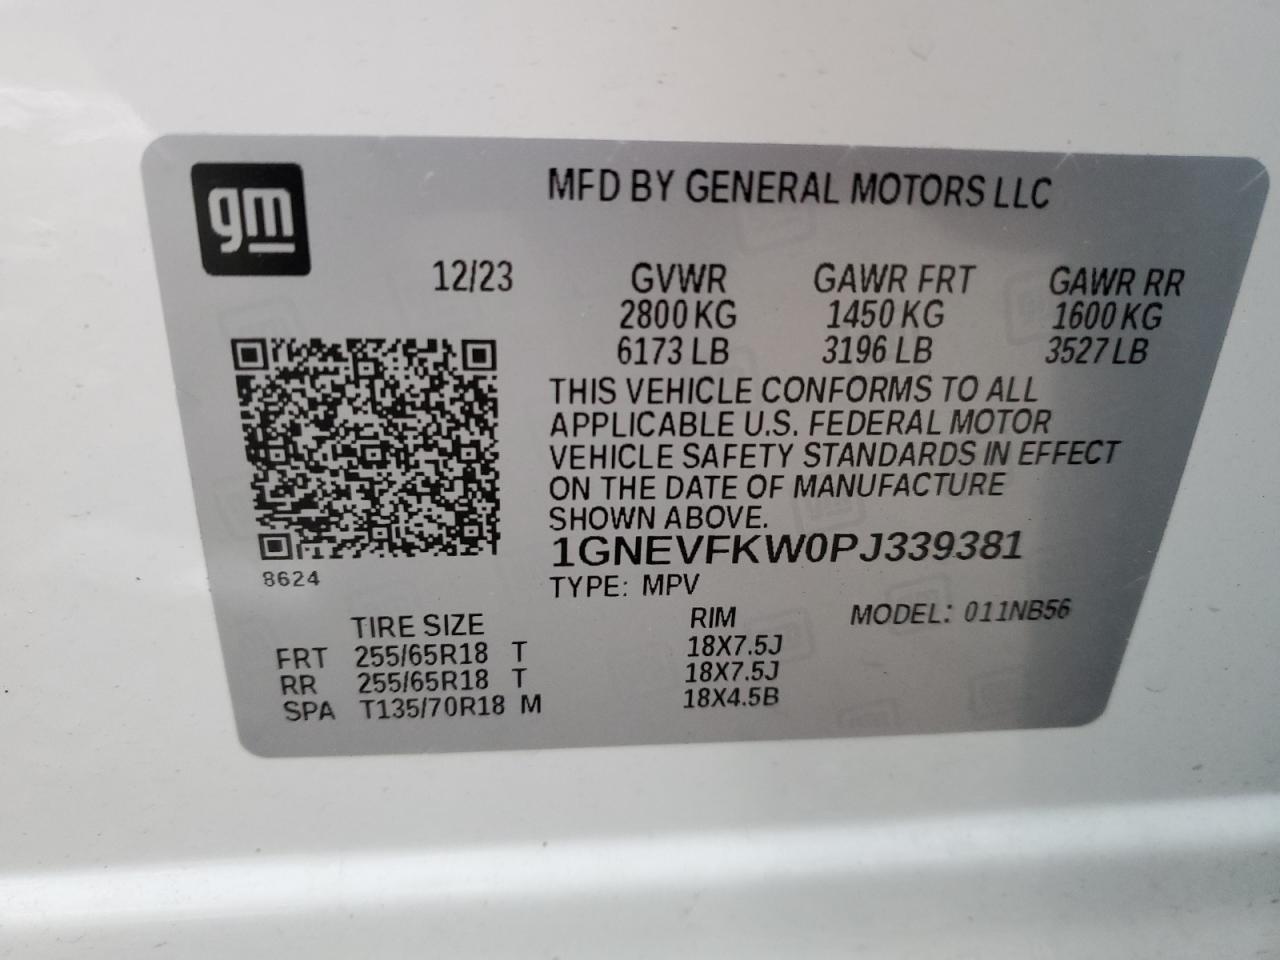 gm
MFD BY GENERAL MOTORS LLC
12/23 GVWR GAWR FRT GAWR RR
2800 KG 1450 KG 1600 KG
6173 LB 3196 LB 3527 LB
THIS VEHICLE CONFORMS TO ALL
APPLICABLE U.S. FEDERAL MOTOR
VEHICLE SAFETY STANDARDS IN EFFECT
ON THE DATE OF MANUFACTURE
SHOWN ABOVE.
1GNEVFKW0PJ339381
8624
TYPE: MPV
TIRE SIZE RIM MODEL: 011NB56
FRT 255/65R18 T 18X7.5J
RR 255/65R18 T 18X7.5J
SPA T135/70R18 M 18X4.5B